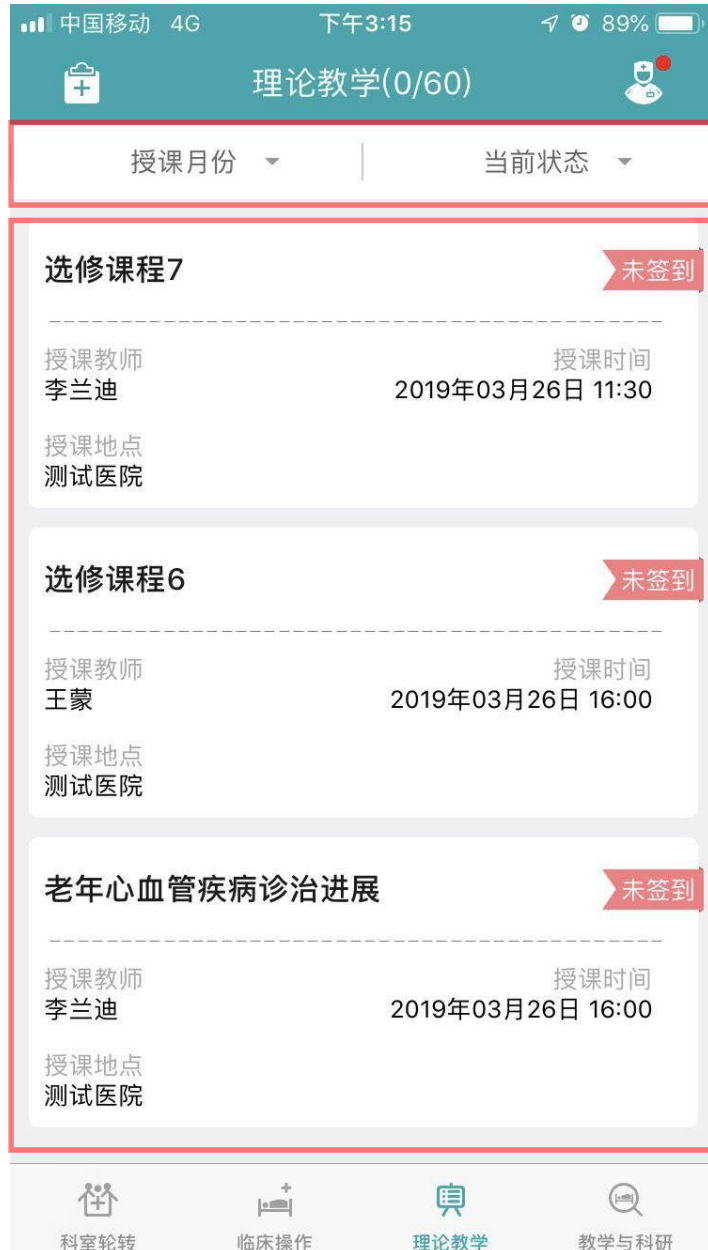 中国移动 4G 下午3:15 89%
理论教学(0/60)
授课月份 当前状态
选修课程7 未签到
授课教师 授课时间
李兰迪 2019年03月26日 11:30
授课地点
测试医院
选修课程6 未签到
授课教师 授课时间
王蒙 2019年03月26日 16:00
授课地点
测试医院
老年心血管疾病诊治进展 未签到
授课教师 授课时间
李兰迪 2019年03月26日 16:00
授课地点
测试医院
科室轮转 临床操作 理论教学 教学与科研